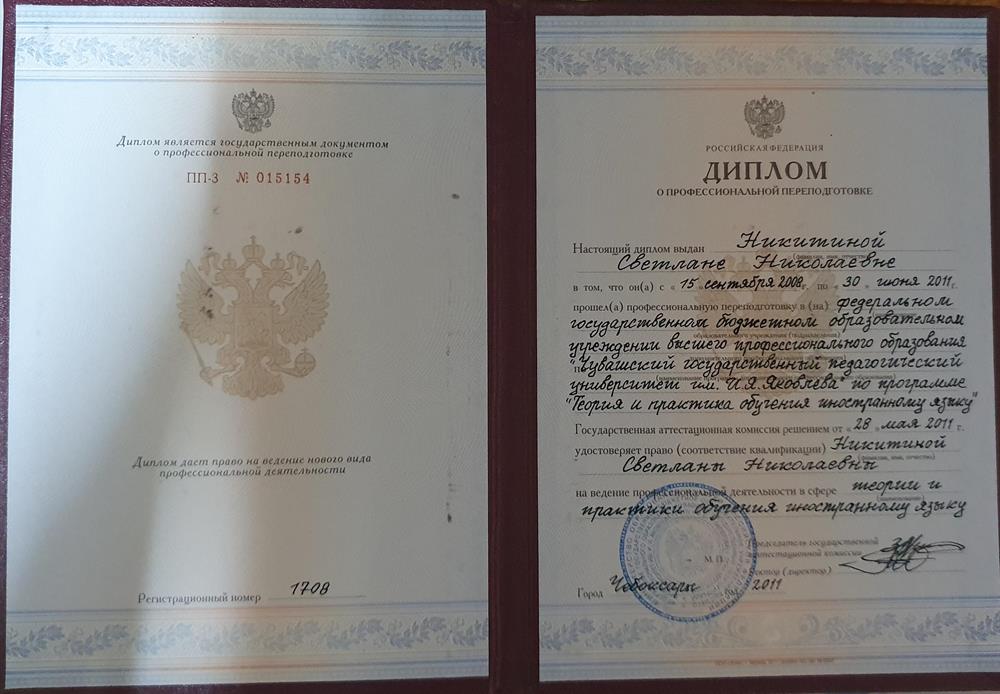 Диплом является государственным документом
о профессиональной переподготовке
ПП-3 № 015154
Диплом дает право на ведение нового вида
профессиональной деятельности
Регистрационный номер 1708
РОССИЙСКАЯ ФЕДЕРАЦИЯ
ДИПЛОМ
О ПРОФЕССИОНАЛЬНОЙ ПЕРЕПОДГОТОВКЕ
Настоящий диплом выдан Никитиной
Светлане Николаевне
в том, что он(а) с « 15 » сентября 2008 г. по « 30 » июня 2011 г.
прошел(а) профессиональную переподготовку в (на) федеральном
государственном бюджетном образовательном
учреждении высшего профессионального образования
"Чувашский государственный педагогический
университет им. И.Я.Яковлева" по программе
"Теория и практика обучения иностранному языку"
Государственная аттестационная комиссия решением от « 28 » мая 2011 г.
удостоверяет право (соответствие квалификации) Никитиной
(фамилия, имя, отчество)
Светланы Николаевны
на ведение профессиональной деятельности в сфере теории и
практики обучения иностранному языку
Председатель государственной
аттестационной комиссии
М.П.
Ректор (директор)
Город Чебоксары 2011